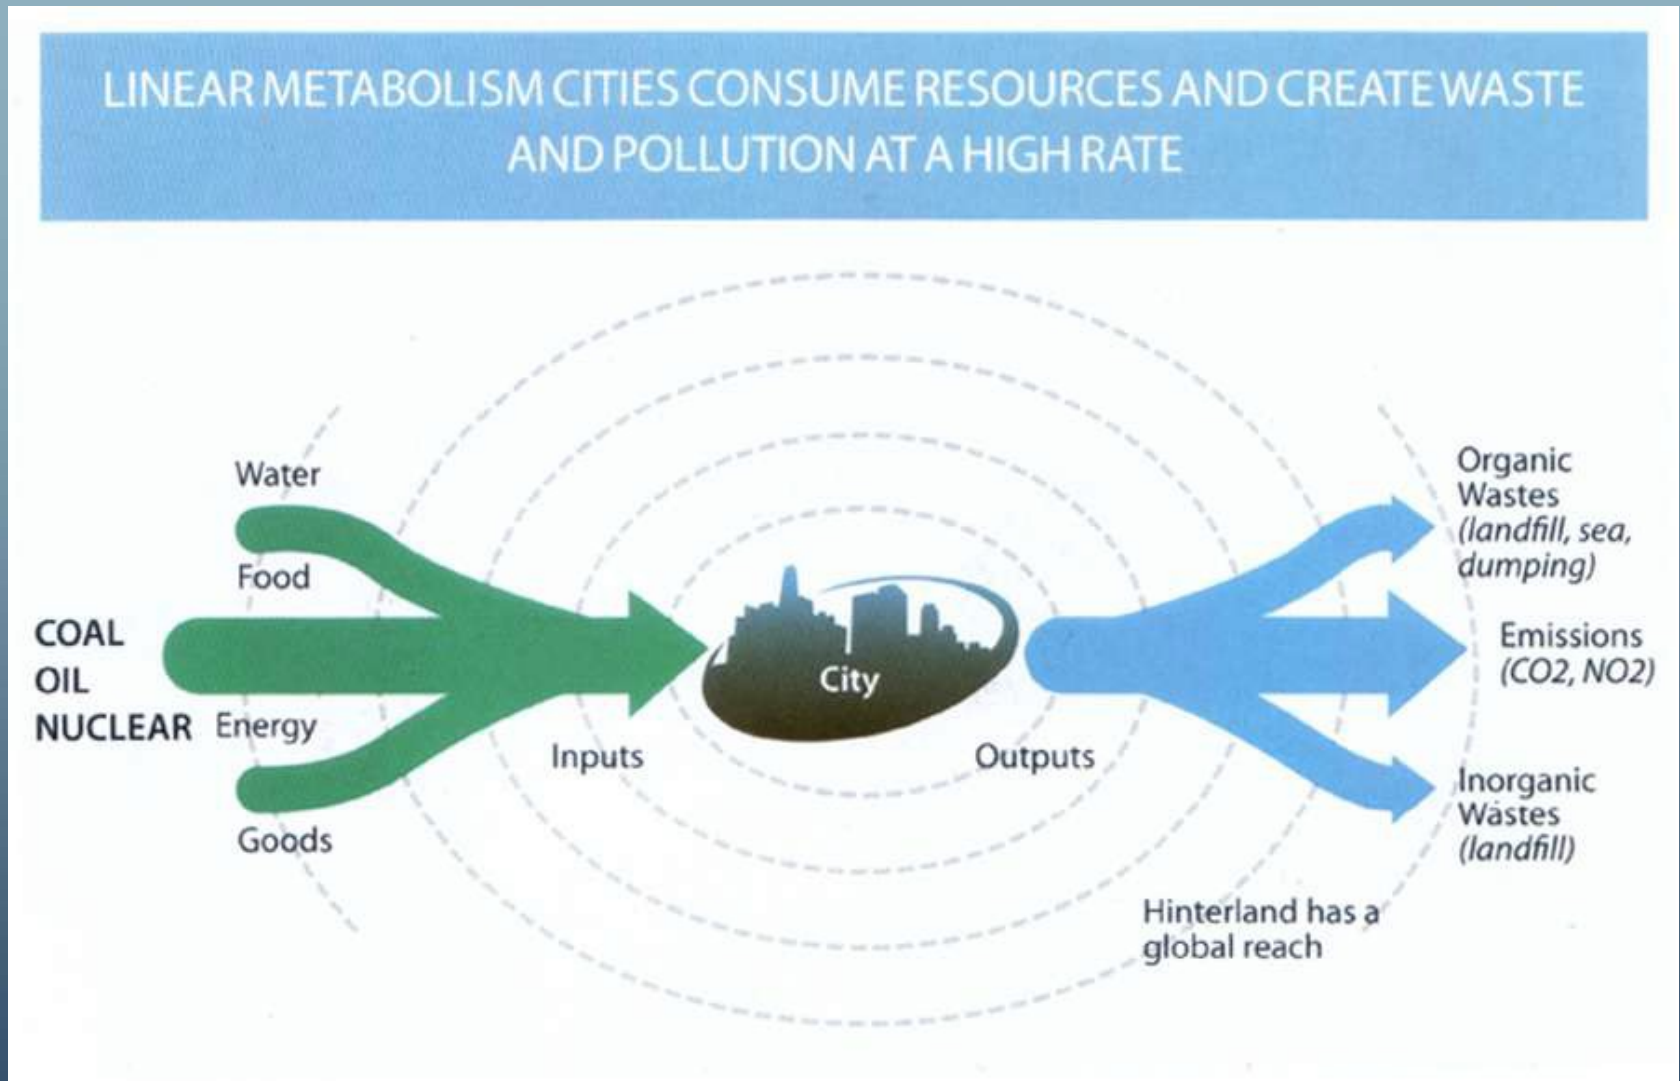 LINEAR METABOLISM CITIES CONSUME RESOURCES AND CREATE WASTE
AND POLLUTION AT A HIGH RATE
Water
Food
COAL
OIL
NUCLEAR
Energy
Goods
Inputs
City
Outputs
Organic
Wastes
(landfill, sea,
dumping)
Emissions
(CO2, NO2)
Inorganic
Wastes
(landfill)
Hinterland has a
global reach